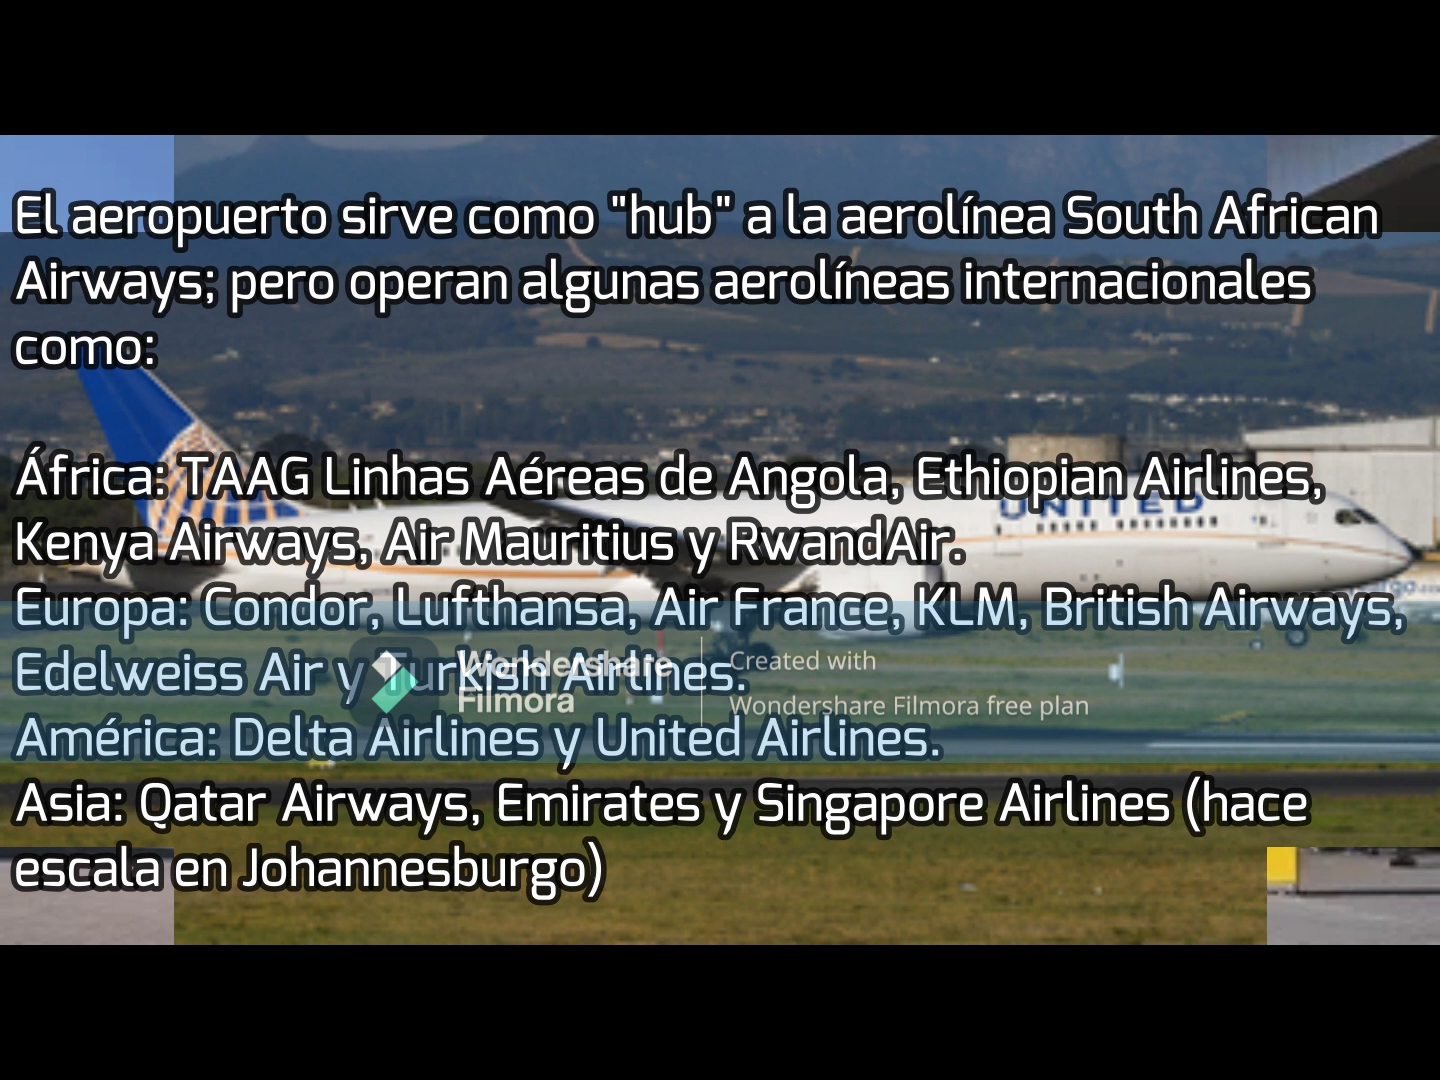 El aeropuerto sirve como "hub" a la aerolínea South African
Airways; pero operan algunas aerolíneas internacionales
como:
África: TAAG Linhas Aéreas de Angola, Ethiopian Airlines,
UNITED
Kenya Airways, Air Mauritius y RwandAir.
Europa: Condor, Lufthansa, Air France, KLM, British Airways,
Edelweiss Air y Turkish Airlines.
Wondershare
Filmora
Created with
Wondershare Filmora free plan
América: Delta Airlines y United Airlines.
Asia: Qatar Airways, Emirates y Singapore Airlines (hace
escala en Johannesburgo)